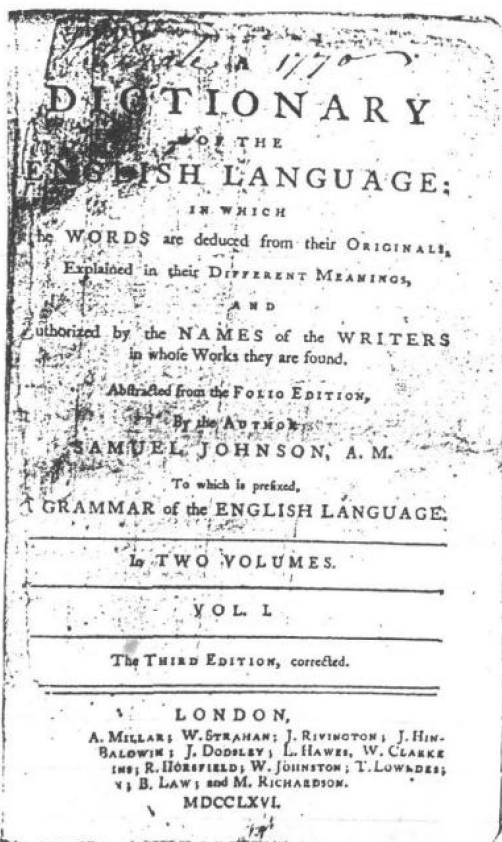 A 1770
DICTIONARY
OF THE
ENGLISH LANGUAGE:
IN WHICH
he WORDS are deduced from their ORIGINALS,
Explained in their DIFFERENT MEANINGS,
AND
uthorized by the NAMES of the WRITERS
in whoſe Works they are found.
Abſtracted from the FOLIO EDITION,
By the AUTHOR
SAMUEL JOHNSON, A. M.
To which is prefixed,
A GRAMMAR of the ENGLISH LANGUAGE.
In TWO VOLUMES.
VOL. I.
The THIRD EDITION, corrected.
LONDON,
A. MILLAR; W. STRAHAN; J. RIVINGTON; J. HIN-
BALDWIN; J. DODSLEY; L. HAWES, W. CLARKE
INS; R. HORSFIELD; W. JOHNSTON; T. LOWNDES;
B. LAW; and M. RICHARDSON.
MDCCLXVI.